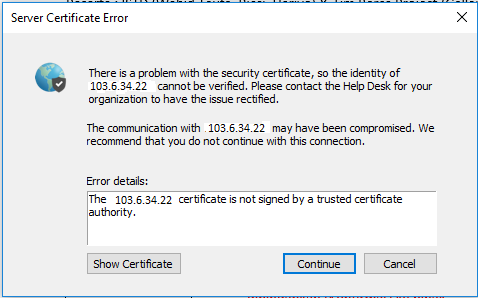 Server Certificate Error
There is a problem with the security certificate, so the identity of
103.6.34.22 cannot be verified. Please contact the Help Desk for your
organization to have the issue rectified.
The communication with 103.6.34.22 may have been compromised. We
recommend that you do not continue with this connection.
Error details:
The 103.6.34.22 certificate is not signed by a trusted certificate
authority.
Show Certificate
Continue
Cancel